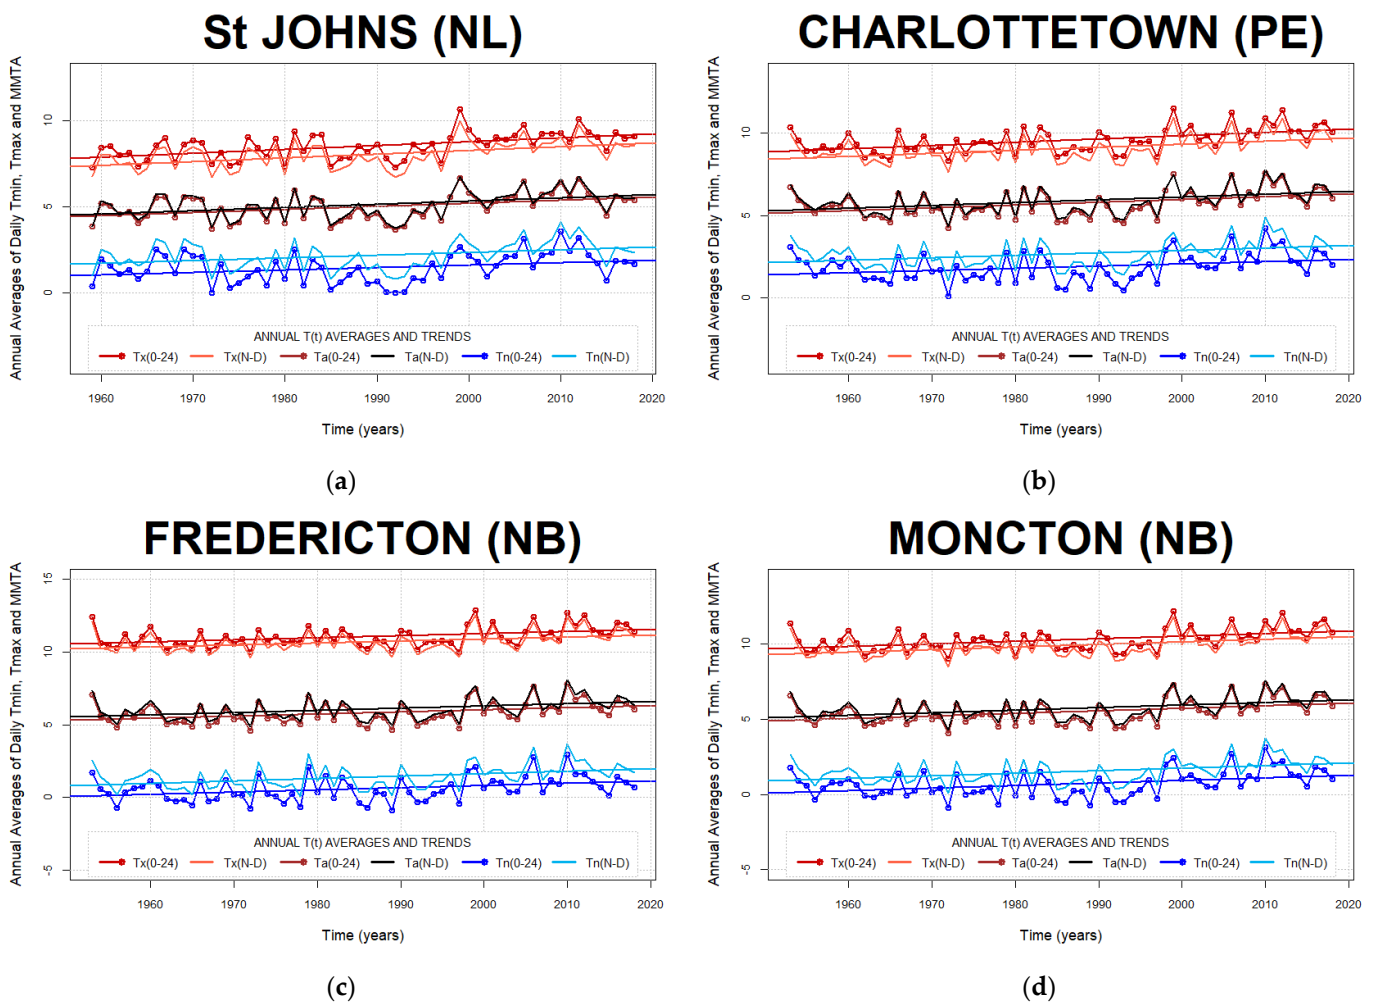 St JOHNS (NL)
Annual Averages of Daily Tmin, Tmax and MMTA
10
5
0
ANNUAL T(t) AVERAGES AND TRENDS
Tx(0-24) Tx(N-D) Ta(0-24) Ta(N-D) Tn(0-24) Tn(N-D)
1960 1970 1980 1990 2000 2010 2020
Time (years)
(a)
CHARLOTTETOWN (PE)
Annual Averages of Daily Tmin, Tmax and MMTA
10
5
0
ANNUAL T(t) AVERAGES AND TRENDS
Tx(0-24) Tx(N-D) Ta(0-24) Ta(N-D) Tn(0-24) Tn(N-D)
1960 1970 1980 1990 2000 2010 2020
Time (years)
(b)
FREDERICTON (NB)
Annual Averages of Daily Tmin, Tmax and MMTA
15
10
5
0
-5
ANNUAL T(t) AVERAGES AND TRENDS
Tx(0-24) Tx(N-D) Ta(0-24) Ta(N-D) Tn(0-24) Tn(N-D)
1960 1970 1980 1990 2000 2010 2020
Time (years)
(c)
MONCTON (NB)
Annual Averages of Daily Tmin, Tmax and MMTA
10
5
0
-5
ANNUAL T(t) AVERAGES AND TRENDS
Tx(0-24) Tx(N-D) Ta(0-24) Ta(N-D) Tn(0-24) Tn(N-D)
1960 1970 1980 1990 2000 2010 2020
Time (years)
(d)